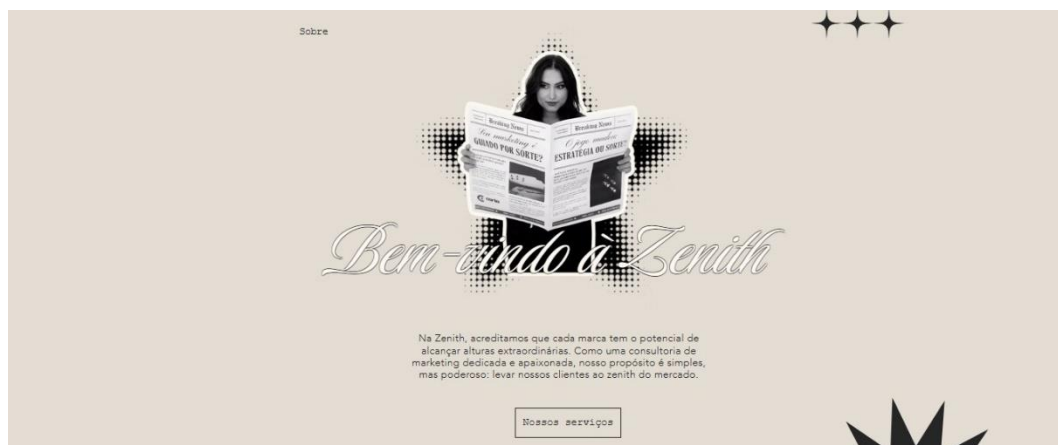 Sobre
Breaking News
Seu marketing é
GUIADO POR SORTE?
Breaking News
O jogo mudou:
ESTRATÉGIA OU SORTE?
Bem-vindo à Zenith
Na Zenith, acreditamos que cada marca tem o potencial de
alcançar alturas extraordinárias. Como uma consultoria de
marketing dedicada e apaixonada, nosso propósito é simples,
mas poderoso: levar nossos clientes ao zenith do mercado.
Nossos serviços